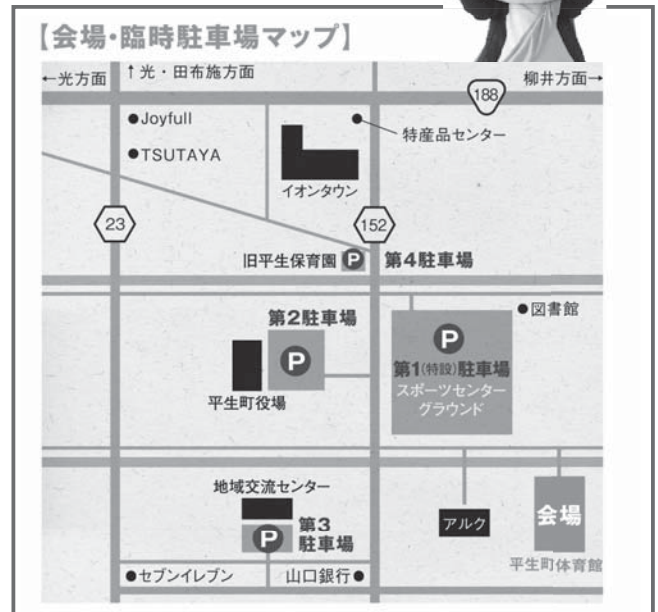 【会場・臨時駐車場マップ】
←光方面
↑光・田布施方面
柳井方面→
188
●Joyfull
特産品センター
●TSUTAYA
イオンタウン
23
152
旧平生保育園
P
第4駐車場
第2駐車場
P
平生町役場
●図書館
P
第1(特設)駐車場
スポーツセンター
グラウンド
地域交流センター
P
第3
駐車場
アルク
会場
平生町体育館
●セブンイレブン
山口銀行●